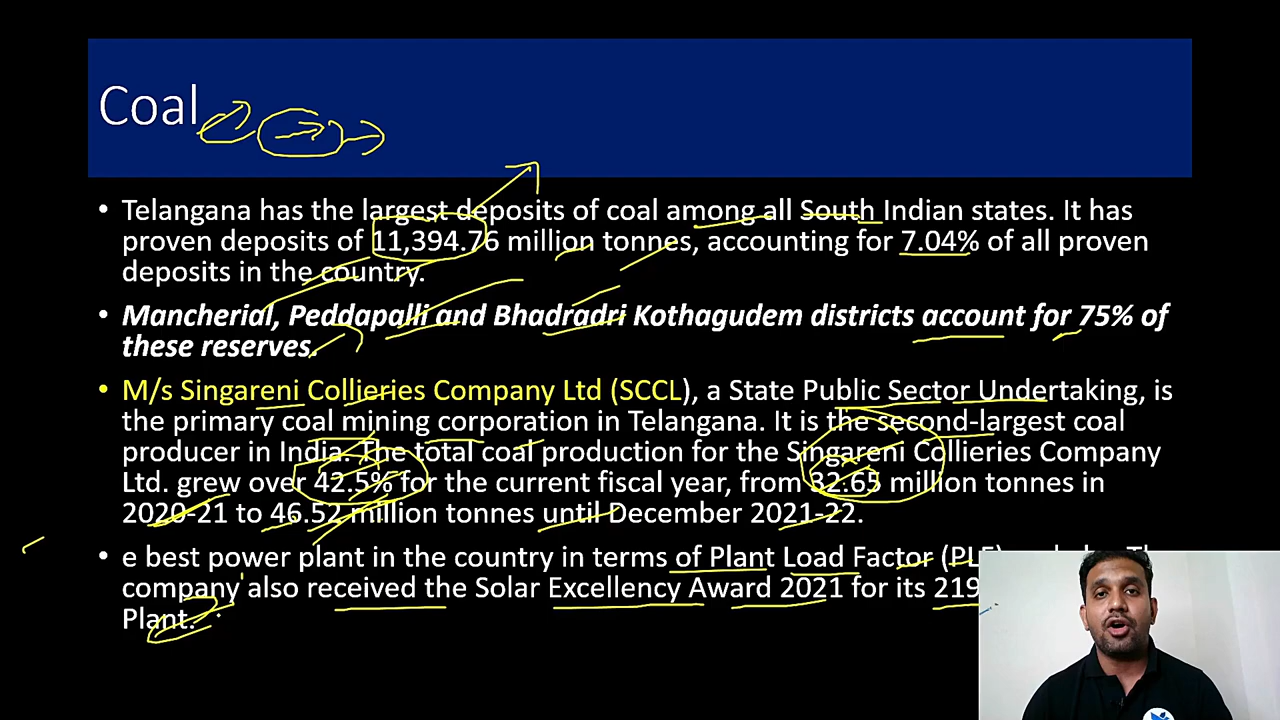 Coal
• Telangana has the largest deposits of coal among all South Indian states. It has
proven deposits of 11,394.76 million tonnes, accounting for 7.04% of all proven
deposits in the country.
• Mancherial, Peddapalli and Bhadradri Kothagudem districts account for 75% of
these reserves.
• M/s Singareni Collieries Company Ltd (SCCL), a State Public Sector Undertaking, is
the primary coal mining corporation in Telangana. It is the second-largest coal
producer in India. The total coal production for the Singareni Collieries Company
Ltd. grew over 42.5% for the current fiscal year, from 32.65 million tonnes in
2020-21 to 46.52 million tonnes until December 2021-22.
• e best power plant in the country in terms of Plant Load Factor (PLF)
company also received the Solar Excellency Award 2021 for its 219
Plant.